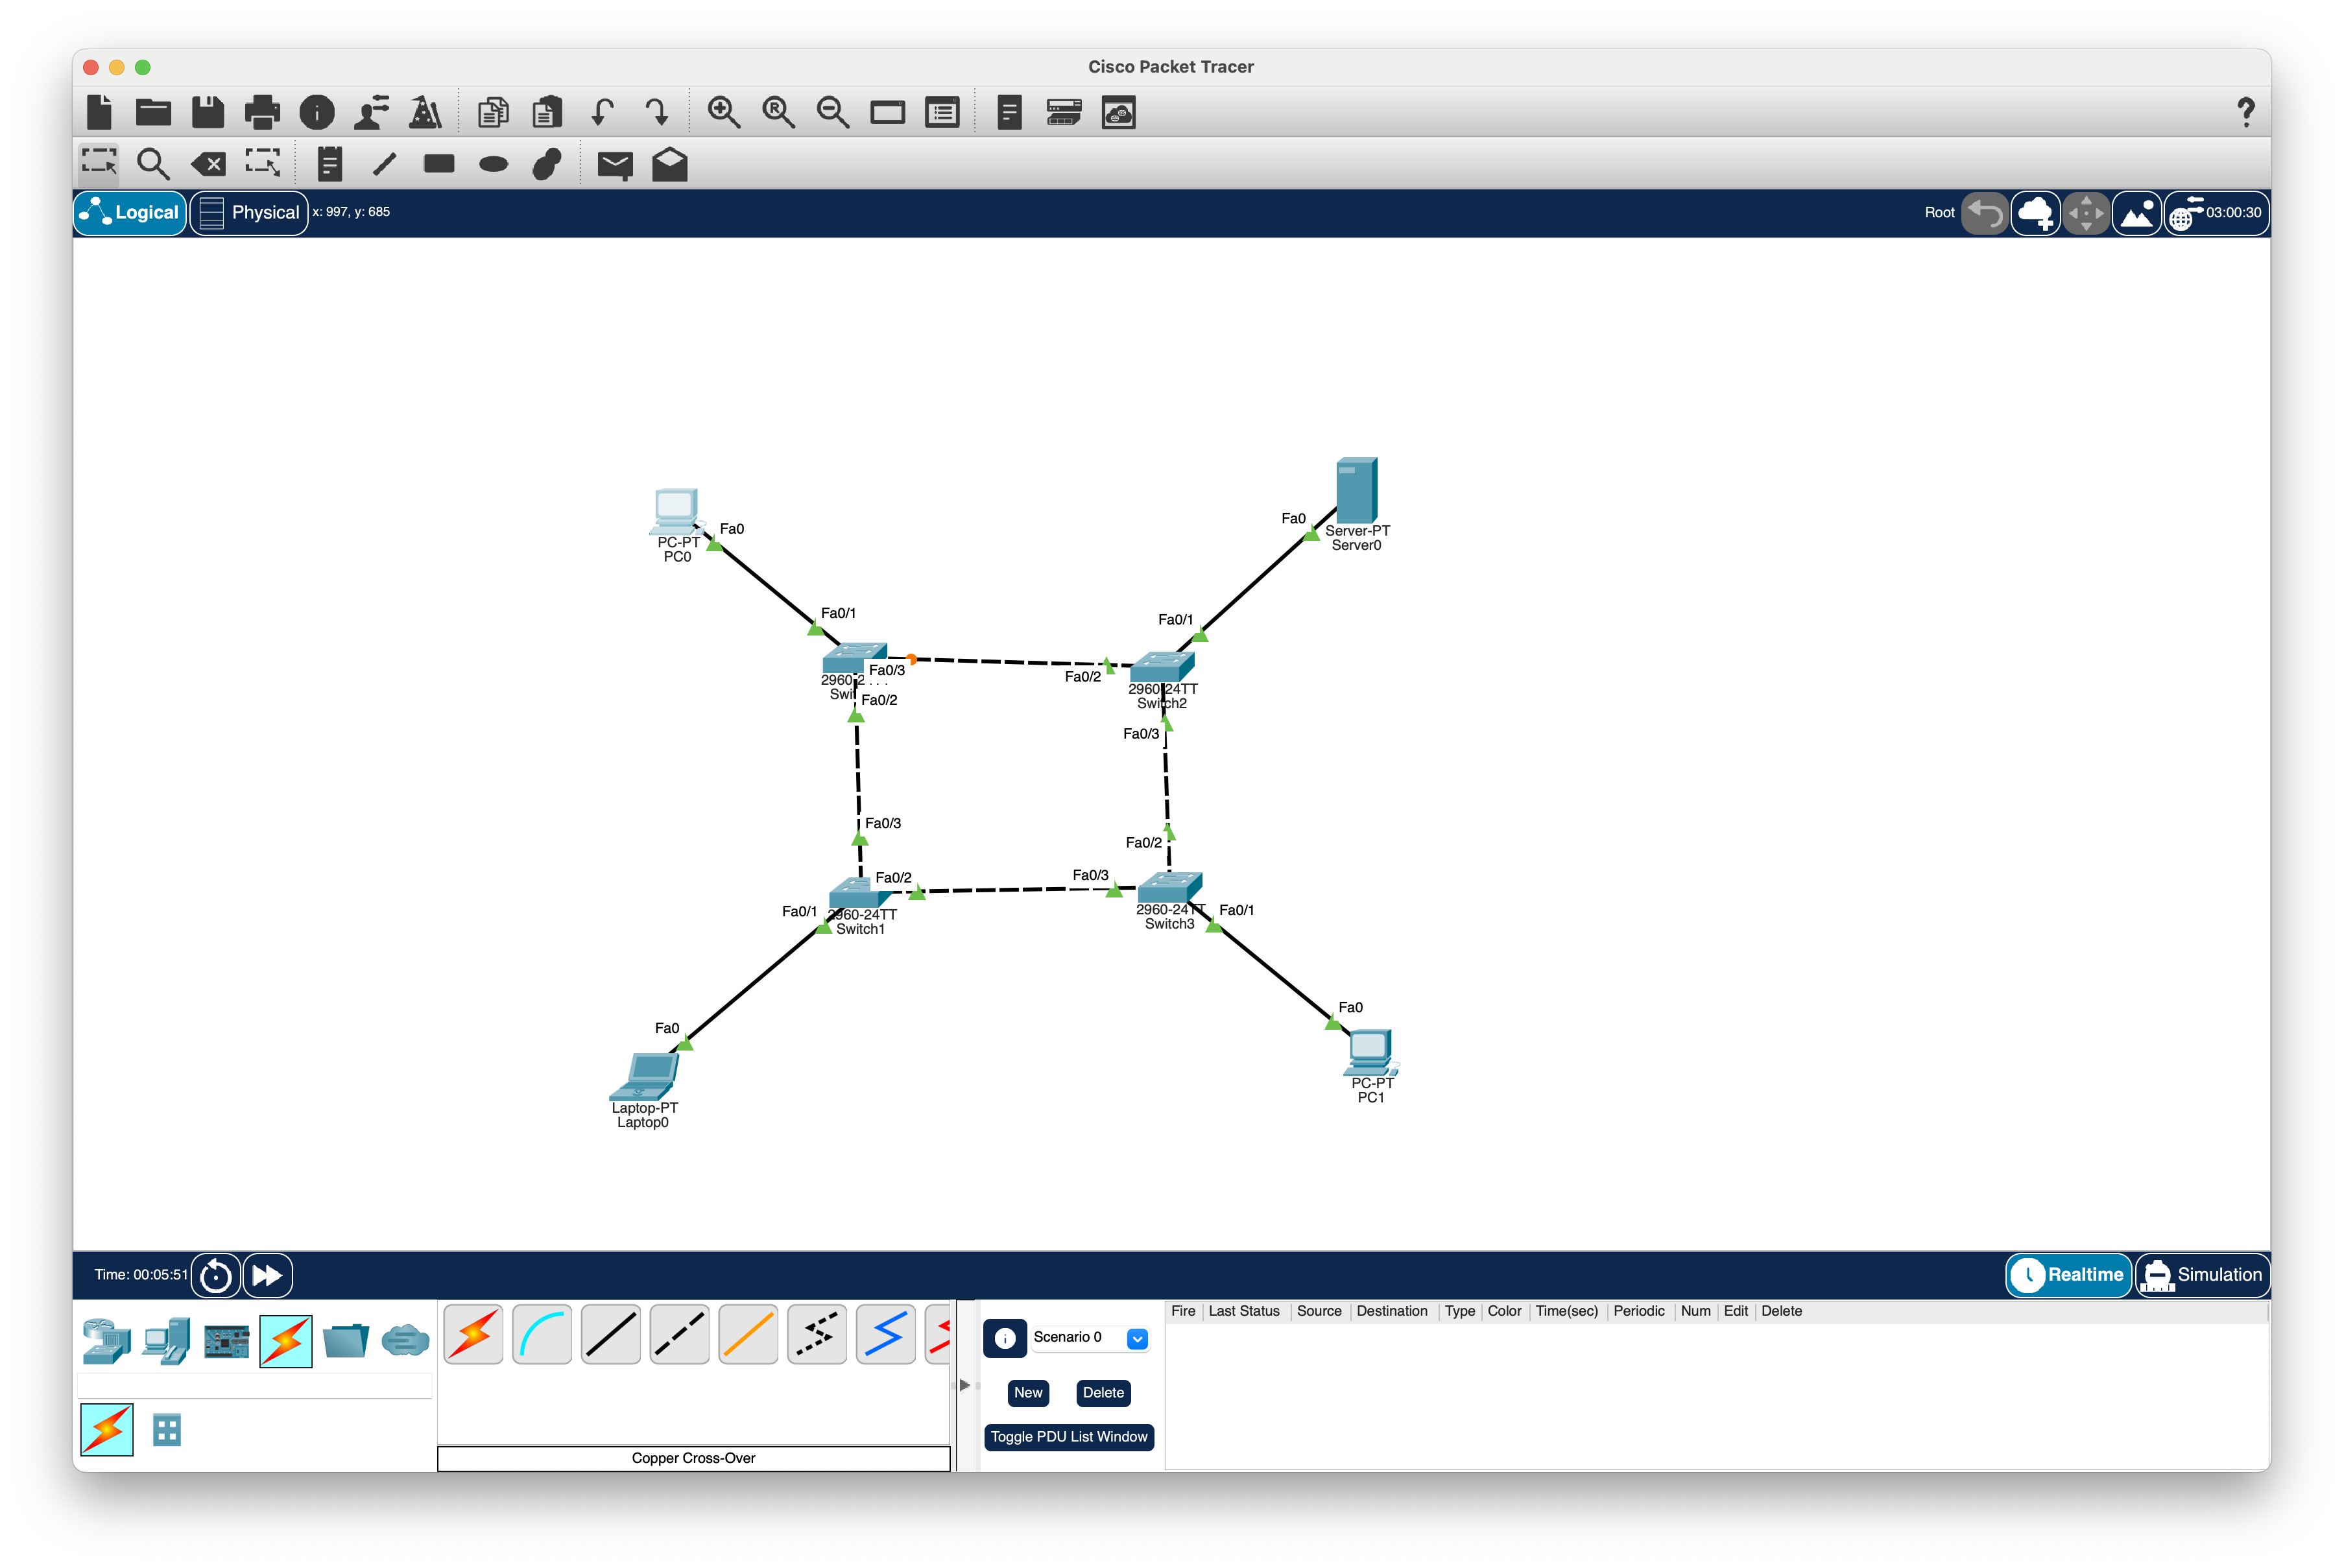 Cisco Packet Tracer
Logical
Physical
x: 997, y: 685
Root
03:00:30
PC-PT
PC0
Fa0
Fa0
Server-PT
Server0
Fa0/1
Fa0/1
Fa0/3
Fa0/2
2960-2
Swit
Fa0/2
2960-24TT
Switch2
Fa0/3
Fa0/3
Fa0/2
Fa0/2
Fa0/3
Fa0/1
2960-24TT
Switch1
2960-24TT
Switch3
Fa0/1
Fa0
Fa0
Laptop-PT
Laptop0
PC-PT
PC1
Time: 00:05:51
Realtime
Simulation
Scenario 0
New
Delete
Toggle PDU List Window
Fire Last Status Source Destination Type Color Time(sec) Periodic Num Edit Delete
Copper Cross-Over